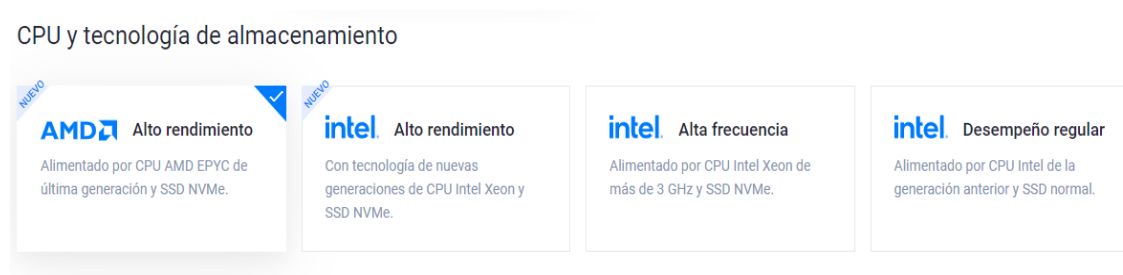 CPU y tecnología de almacenamiento
NUEVO
AMD Alto rendimiento
Alimentado por CPU AMD EPYC de
última generación y SSD NVMe.
NUEVO
intel. Alto rendimiento
Con tecnología de nuevas
generaciones de CPU Intel Xeon y
SSD NVMe.
intel. Alta frecuencia
Alimentado por CPU Intel Xeon de
más de 3 GHz y SSD NVMe.
intel. Desempeño regular
Alimentado por CPU Intel de la
generación anterior y SSD normal.